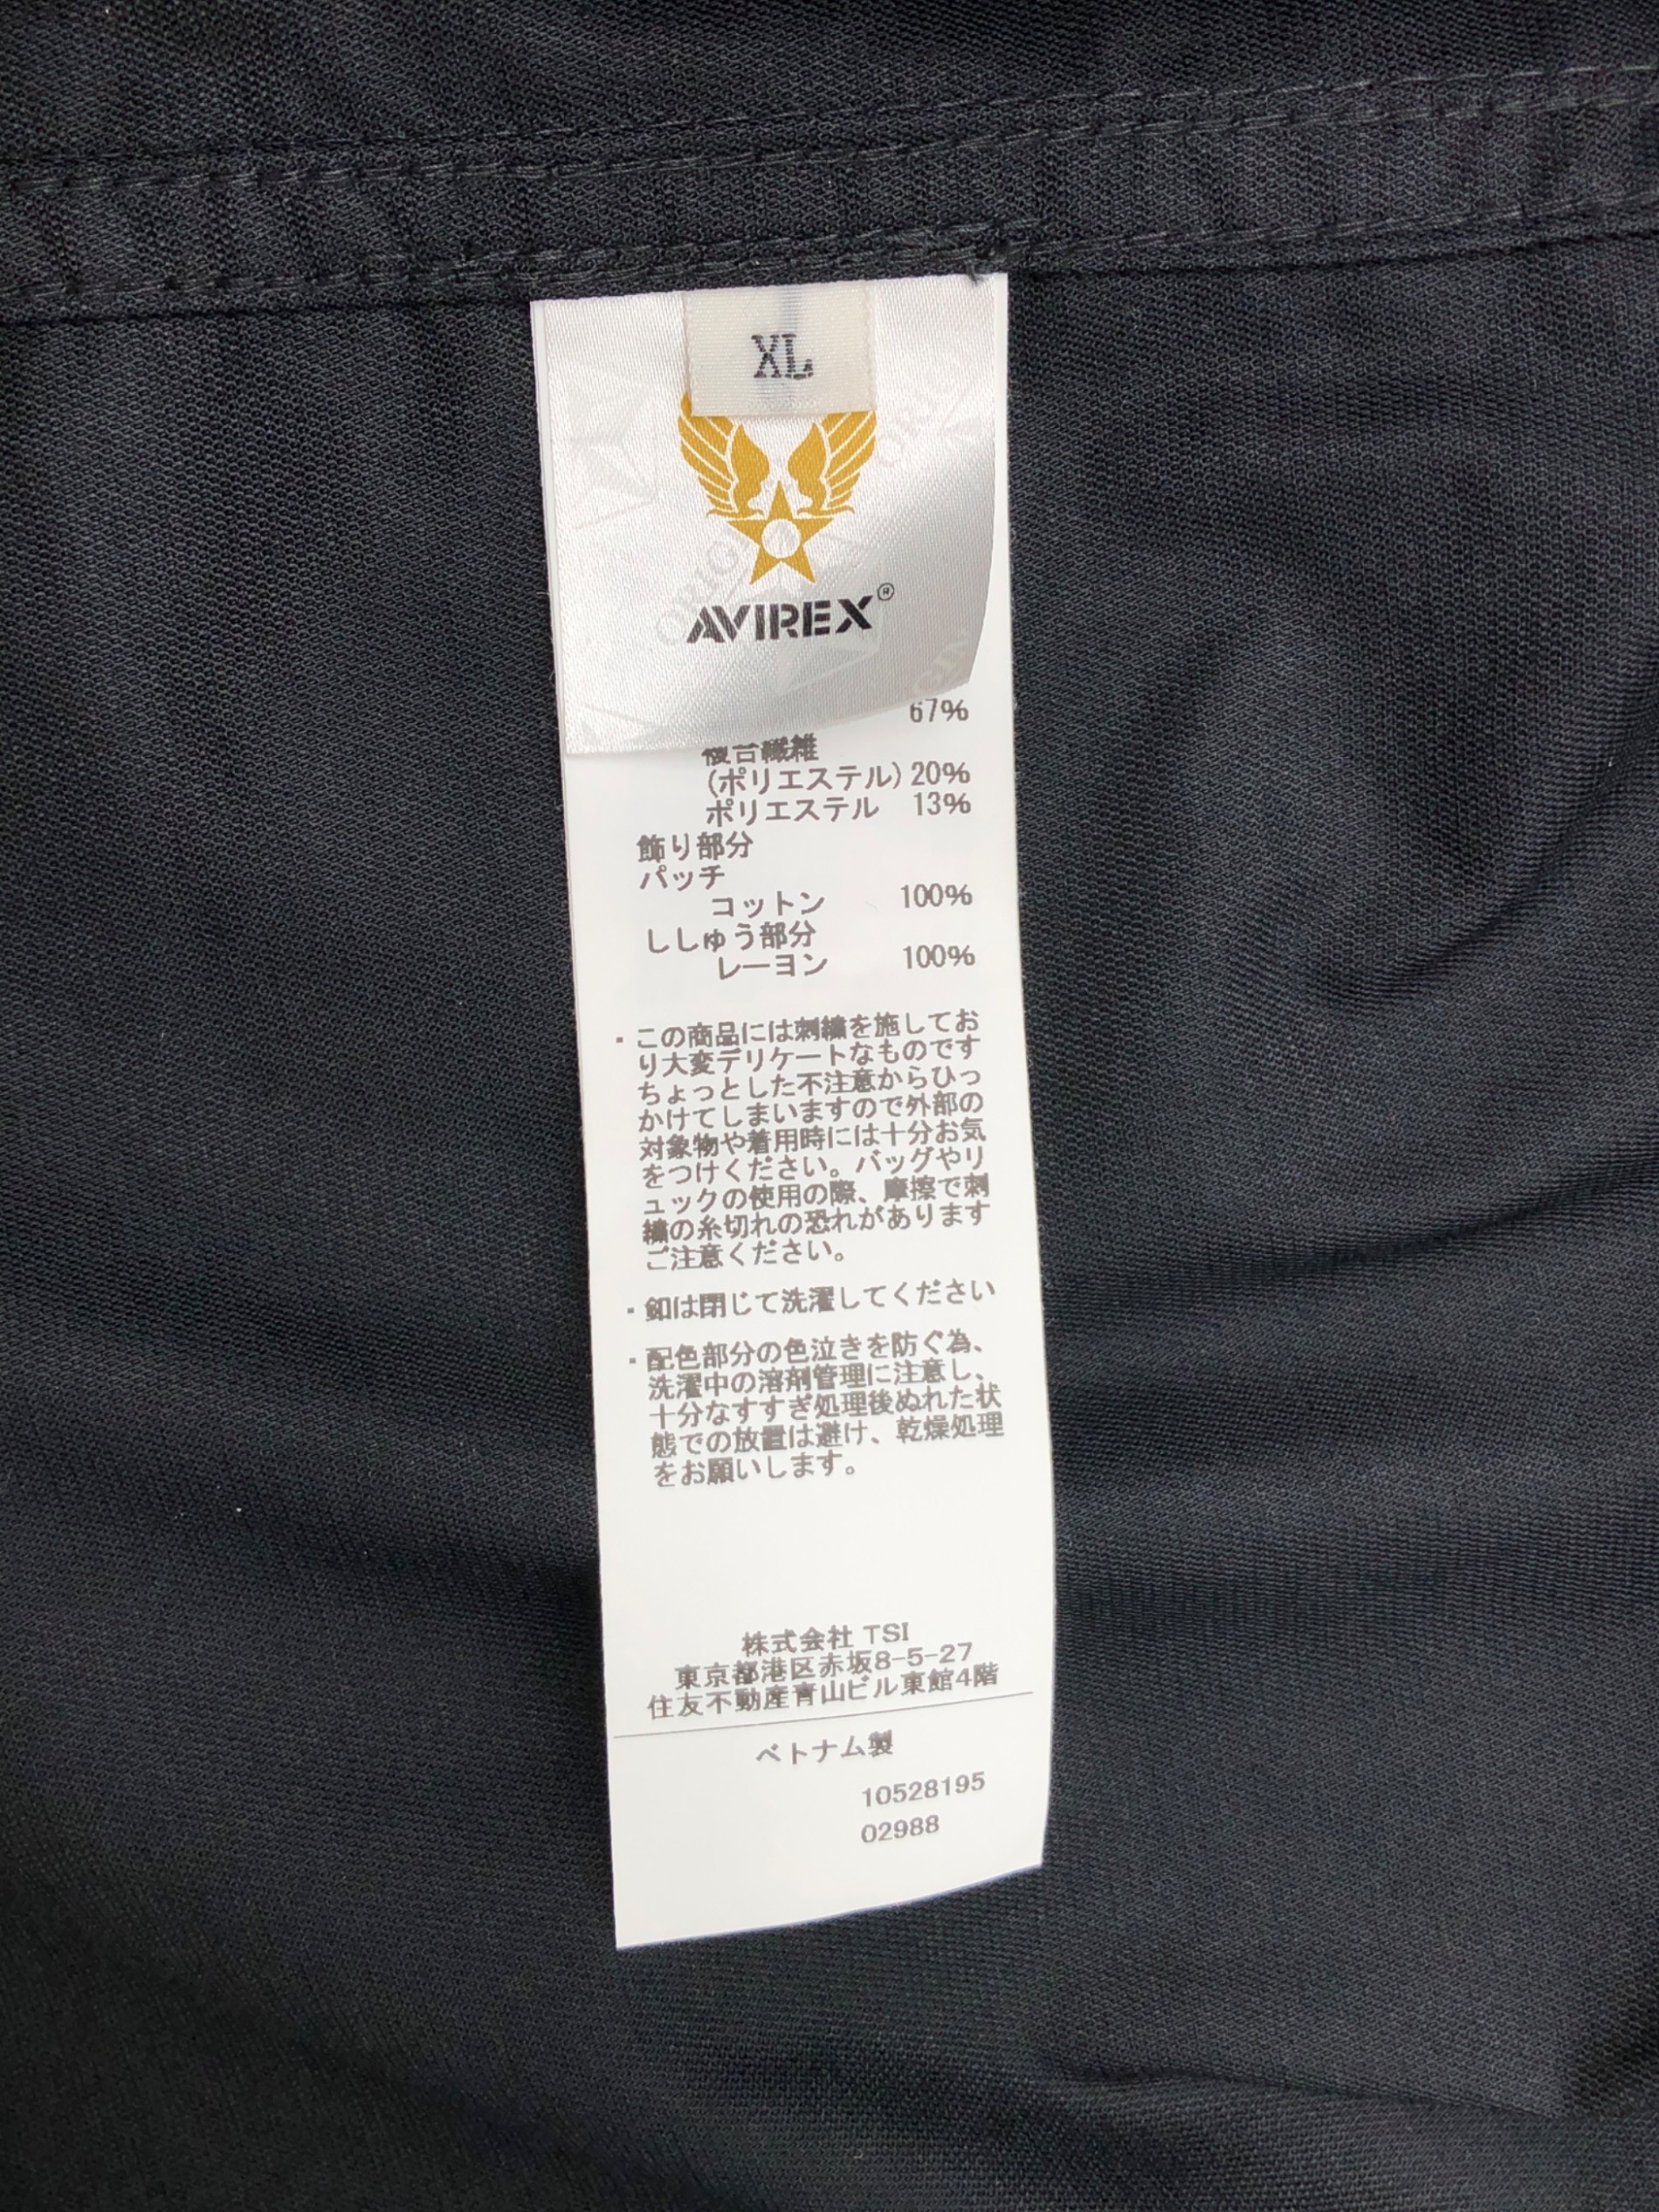 XL
AVIREX®
67%
複合繊維
(ポリエステル) 20%
ポリエステル 13%
飾り部分
パッチ
コットン 100%
ししゅう部分
レーヨン 100%
・この商品には刺繍を施してお
り大変デリケートなものです
ちょっとした不注意からひっ
かけてしまいますので外部の
対象物や着用時には十分お気
をつけください。バッグやリ
ュックの使用の際、摩擦で刺
繍の糸切れの恐れがあります
ご注意ください。
・釦は閉じて洗濯してください
・配色部分の色泣きを防ぐ為、
洗濯中の溶剤管理に注意し、
十分なすすぎ処理後ぬれた状
態での放置は避け、乾燥処理
をお願いします。
株式会社 TSI
東京都港区赤坂8-5-27
住友不動産青山ビル東館4階
ベトナム製
10528195
02988